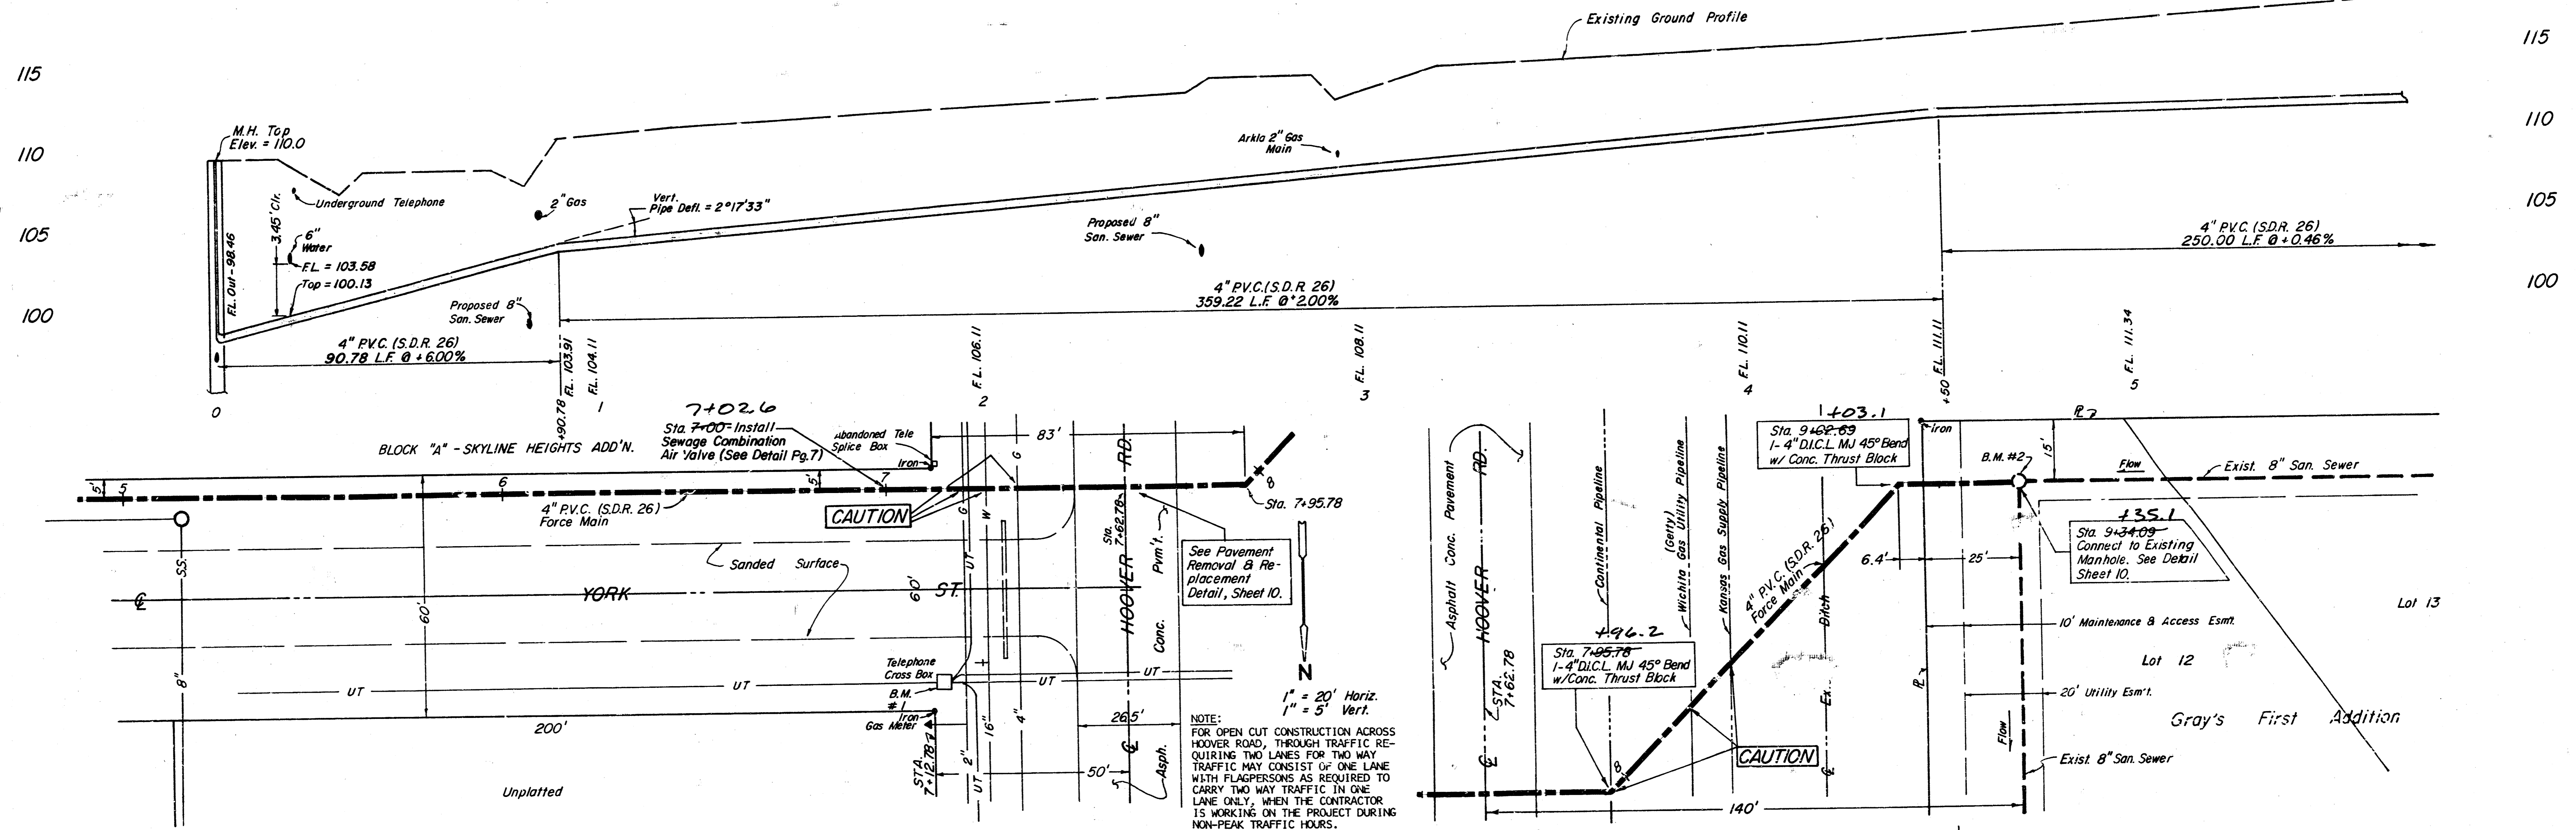 Existing Ground Profile
115
115
M.H. Top
Elev. = 110.0
110
110
Arkla 2" Gas
Main
Underground Telephone
2" Gas
Vert.
Pipe Defl. = 2°17'33"
3.45' Clr.
105
105
6"
Water
F.L. = 103.58
Top = 100.13
F.L. Out - 98.46
Proposed 8"
San. Sewer
4" P.V.C. (S.D.R. 26)
250.00 L.F. @ +0.46%
100
100
Proposed 8"
San. Sewer
4" P.V.C. (S.D.R. 26)
359.22 L.F. @ +2.00%
4" P.V.C. (S.D.R. 26)
90.78 L.F. @ +6.00%
+90.78
F.L. 103.91
F.L. 104.11
F.L. 106.11
F.L. 108.11
F.L. 110.11
+50 F.L. 111.11
F.L. 111.34
0
1
2
3
4
5
7+02.6
Sta. 7+00 Install
Sewage Combination
Air Valve (See Detail Pg. 7)
BLOCK "A" - SKYLINE HEIGHTS ADD'N.
Abandoned Tele
Splice Box
Iron
83'
5'
5
6
5'
7
8
4" P.V.C. (S.D.R. 26)
Force Main
CAUTION
G
W
G
UT
Sta.
7+62.78
HOOVER RD.
Conc. Pvm't.
Sta. 7+95.78
See Pavement
Removal & Re-
placement
Detail, Sheet 10.
S.S.
8"
Sanded Surface
60'
60'
YORK ST.
Telephone
Cross Box
B.M.
#1
Iron
Gas Meter
UT
UT
UT
UT
200'
STA.
7+12.78
2"
UT
16"
4"
26.5'
50'
Asph.
Unplatted
N
1" = 20' Horiz.
1" = 5' Vert.
NOTE:
FOR OPEN CUT CONSTRUCTION ACROSS
HOOVER ROAD, THROUGH TRAFFIC RE-
QUIRING TWO LANES FOR TWO WAY
TRAFFIC MAY CONSIST OF ONE LANE
WITH FLAGPERSONS AS REQUIRED TO
CARRY TWO WAY TRAFFIC IN ONE
LANE ONLY, WHEN THE CONTRACTOR
IS WORKING ON THE PROJECT DURING
NON-PEAK TRAFFIC HOURS.
Asphalt Conc. Pavement
HOOVER RD.
STA.
7+62.78
Continental Pipeline
(Getty)
Wichita Gas Utility Pipeline
Kansas Gas Supply Pipeline
+96.2
Sta. 7+95.78
1-4" D.I.C.L. MJ 45° Bend
w/Conc. Thrust Block
8
4" P.V.C. (S.D.R. 26)
Force Main
Ex. Ditch
CAUTION
140'
+03.1
Sta. 9+62.69
1-4" D.I.C.L. MJ 45° Bend
w/ Conc. Thrust Block
Iron
15'
B.M. #2
Flow
Exist. 8" San. Sewer
+35.1
Sta. 9+34.09
Connect to Existing
Manhole. See Detail
Sheet 10.
6.4'
25'
10' Maintenance & Access Esm't.
Lot 13
Lot 12
20' Utility Esm't.
Gray's First Addition
Flow
Exist. 8" San. Sewer